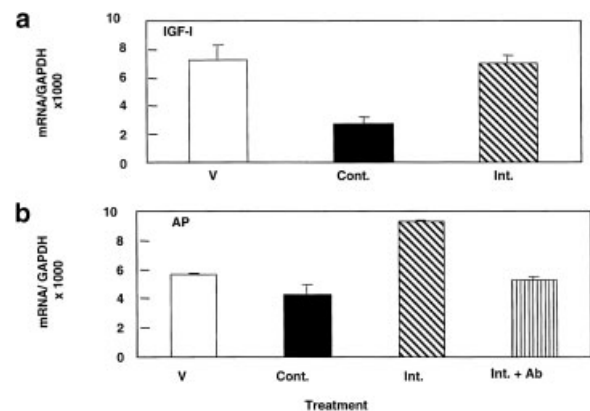 a
IGF-I
mRNA/GAPDH
x1000
10
8
6
4
2
0
V
Cont.
Int.
b
AP
mRNA/ GAPDH
x 1000
10
8
6
4
2
0
V
Cont.
Int.
Int. + Ab
Treatment